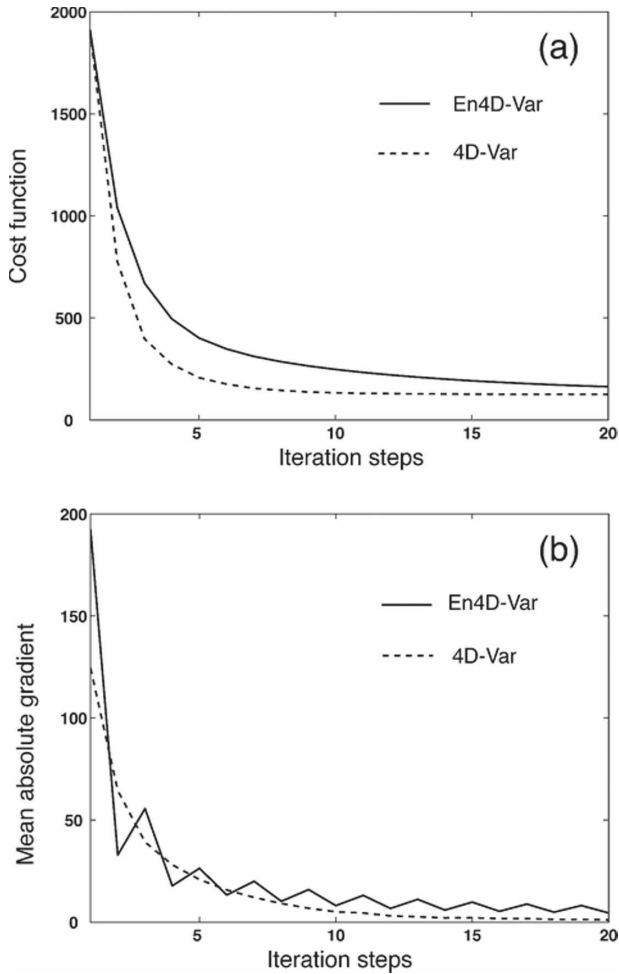 2000
(a)
En4D-Var
1500
4D-Var
Cost function
1000
500
0
5
10
15
20
Iteration steps
200
(b)
En4D-Var
150
4D-Var
Mean absolute gradient
100
50
0
5
10
15
20
Iteration steps